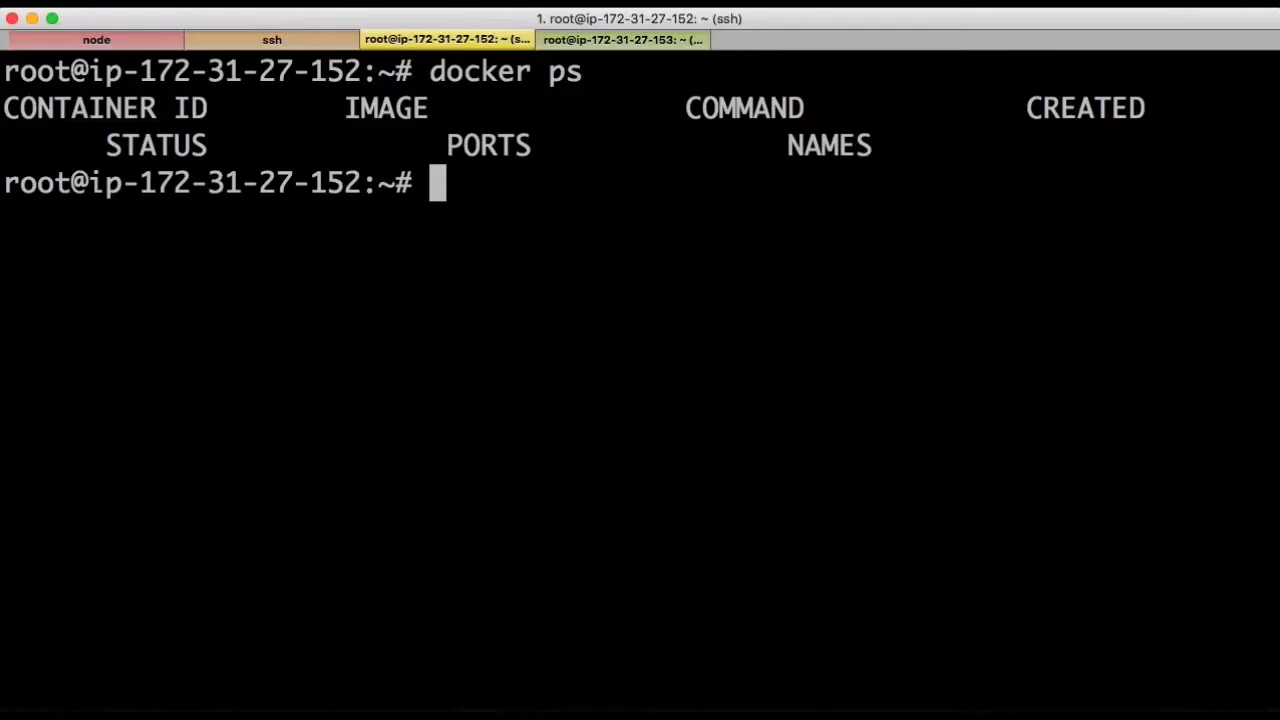 1. root@ip-172-31-27-152: ~ (ssh)
node ssh root@ip-172-31-27-152: ~ (s... root@ip-172-31-27-153: ~ (...
root@ip-172-31-27-152:~# docker ps
CONTAINER ID IMAGE COMMAND CREATED
STATUS PORTS NAMES
root@ip-172-31-27-152:~#